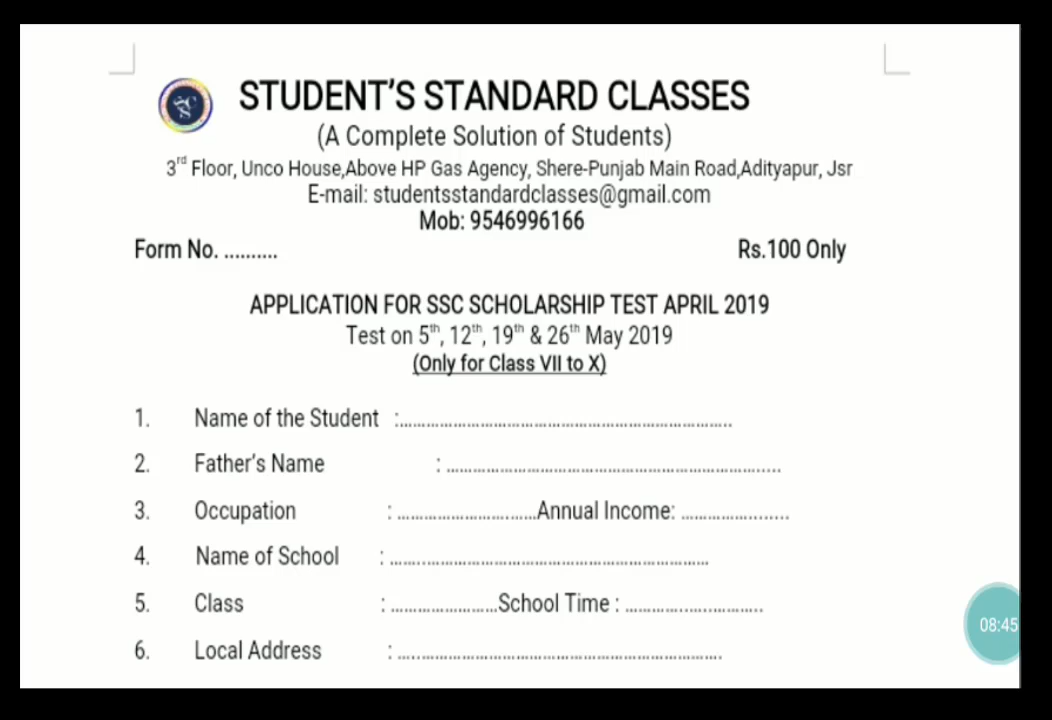 STUDENT'S STANDARD CLASSES
(A Complete Solution of Students)
3rd Floor, Unco House,Above HP Gas Agency, Shere-Punjab Main Road,Adityapur, Jsr
E-mail: studentsstandardclasses@gmail.com
Mob: 9546996166
Form No. .......... Rs.100 Only
APPLICATION FOR SSC SCHOLARSHIP TEST APRIL 2019
Test on 5th, 12th, 19th & 26th May 2019
(Only for Class VII to X)
1. Name of the Student :....................................................................
2. Father's Name : ....................................................................
3. Occupation : ..............................Annual Income: ........................
4. Name of School : ....................................................................
5. Class : ........................School Time : ..............................
08:45
6. Local Address : ....................................................................